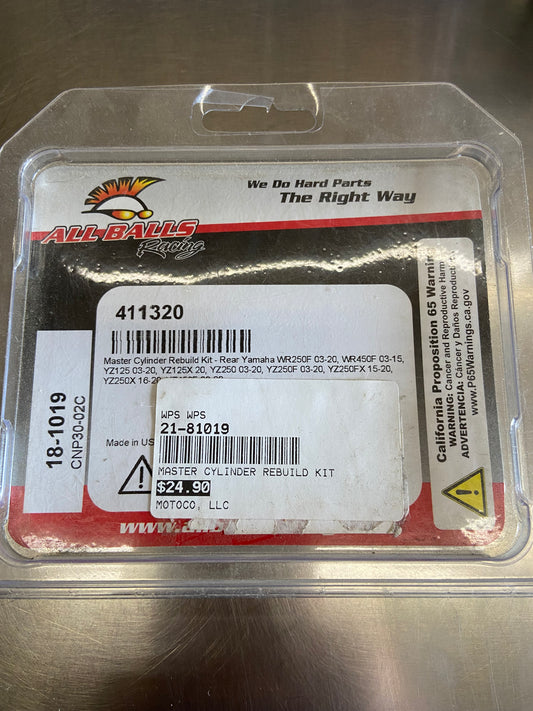 We Do Hard Parts
The Right Way
ALL BALLS
Racing
411320
Master Cylinder Rebuild Kit - Rear Yamaha WR250F 03-20, WR450F 03-15,
YZ125 03-20, YZ125X 20, YZ250 03-20, YZ250F 03-20, YZ250FX 15-20,
YZ250X 16-20,
Made in US
18-1019
CNP30-02C
WPS WPS
21-81019
MASTER CYLINDER REBUILD KIT
$24.90
MOTOCO, LLC
www.
California Proposition 65 Warning
WARNING: Cancer and Reproductive Harm
ADVERTENCIA: Cáncer y Daños Reproductiv
www.P65Warnings.ca.gov